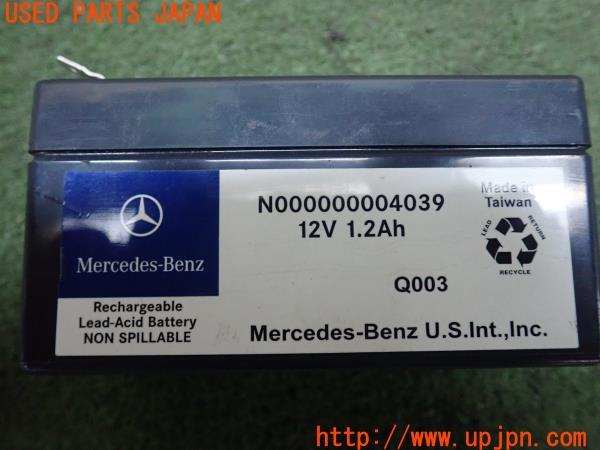 USED PARTS JAPAN
N000000004039
12V 1.2Ah
Made in
Taiwan
LEAD
RETURN
RECYCLE
Mercedes-Benz
Q003
Rechargeable
Lead-Acid Battery
NON SPILLABLE
Mercedes-Benz U.S.Int.,Inc.
http://www.upjpn.com